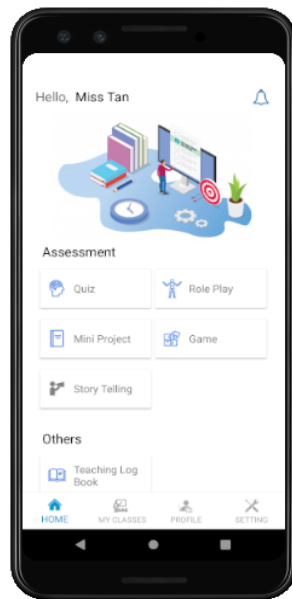 Hello, Miss Tan
Assessment
Quiz
Role Play
Mini Project
Game
Story Telling
Others
Teaching Log
Book
HOME
MY CLASSES
PROFILE
SETTING